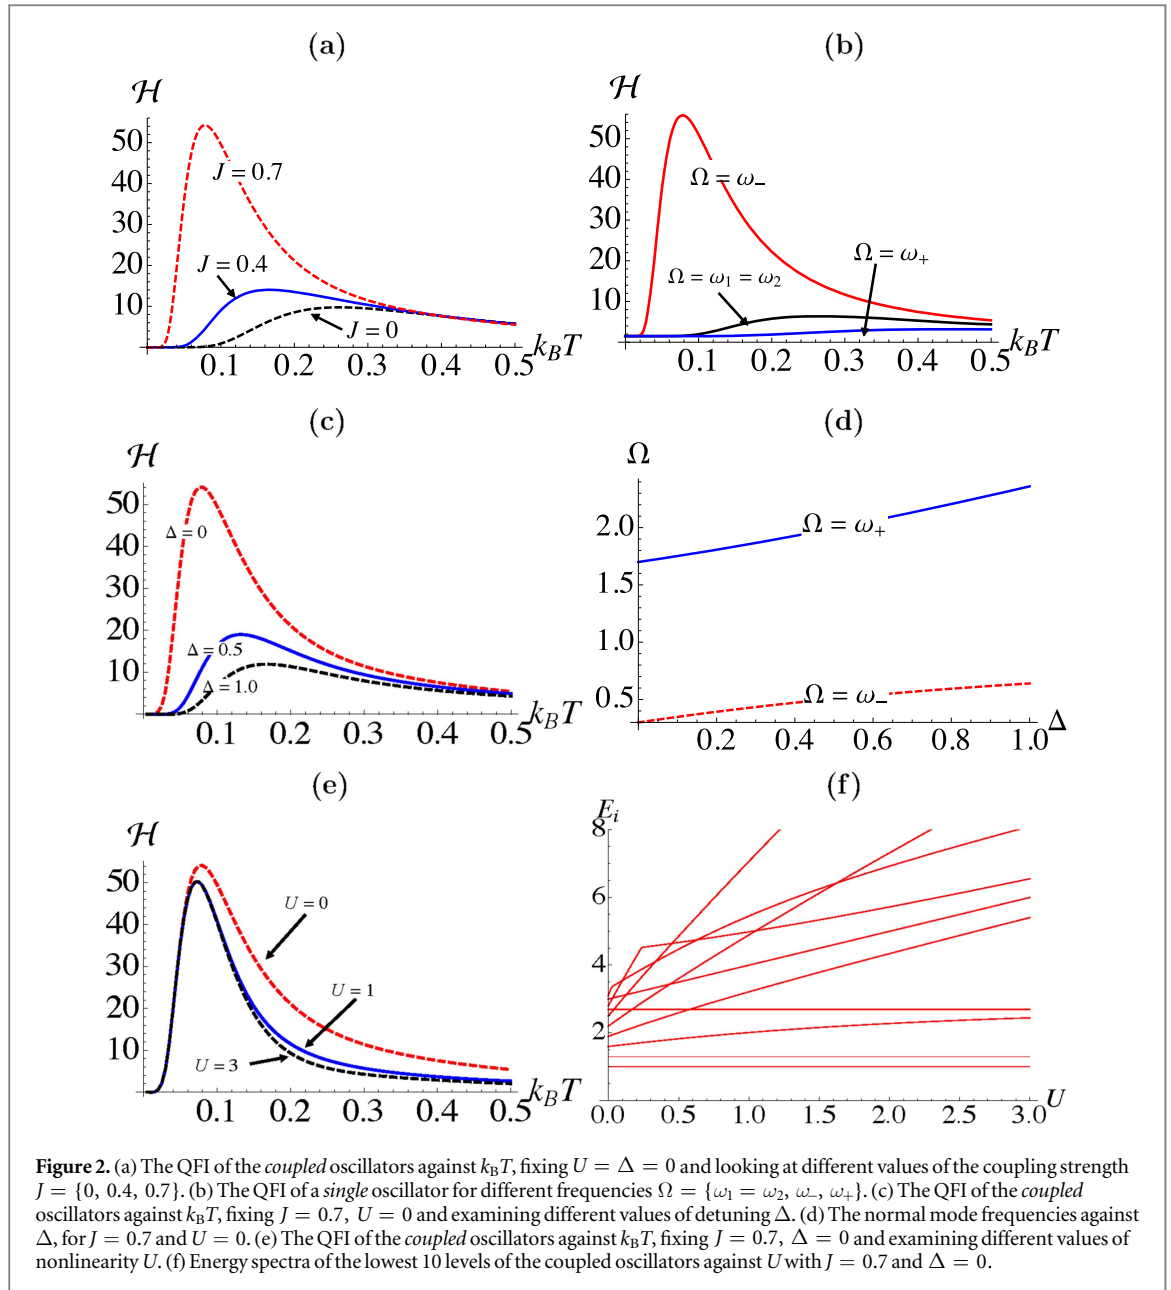 (a)
ℋ
50
40
30
20
10
J = 0.7
J = 0.4
J = 0
0.1 0.2 0.3 0.4 0.5
k_BT
(b)
ℋ
50
40
30
20
10
Ω = ω₋
Ω = ω₊
Ω = ω₁ = ω₂
0.1 0.2 0.3 0.4 0.5
k_BT
(c)
ℋ
50
40
30
20
10
Δ = 0
Δ = 0.5
Δ = 1.0
0.1 0.2 0.3 0.4 0.5
k_BT
(d)
Ω
2.0
1.5
1.0
0.5
Ω = ω₊
Ω = ω₋
0.2 0.4 0.6 0.8 1.0
Δ
(e)
ℋ
50
40
30
20
10
U = 0
U = 1
U = 3
0.1 0.2 0.3 0.4 0.5
k_BT
(f)
E_i
8
6
4
2
0.0 0.5 1.0 1.5 2.0 2.5 3.0
U
Figure 2. (a) The QFI of the coupled oscillators against k_BT, fixing U = Δ = 0 and looking at different values of the coupling strength
J = {0, 0.4, 0.7}. (b) The QFI of a single oscillator for different frequencies Ω = {ω₁ = ω₂, ω₋, ω₊}. (c) The QFI of the coupled
oscillators against k_BT, fixing J = 0.7, U = 0 and examining different values of detuning Δ. (d) The normal mode frequencies against
Δ, for J = 0.7 and U = 0. (e) The QFI of the coupled oscillators against k_BT, fixing J = 0.7, Δ = 0 and examining different values of
nonlinearity U. (f) Energy spectra of the lowest 10 levels of the coupled oscillators against U with J = 0.7 and Δ = 0.